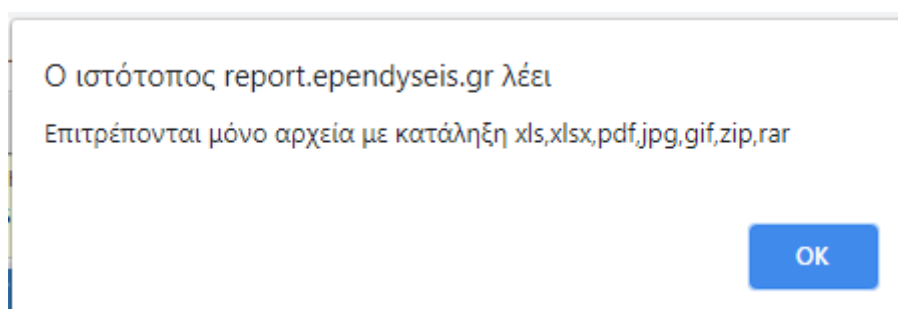 Ο ιστότοπος report.ependyseis.gr λέει
Επιτρέπονται μόνο αρχεία με κατάληξη xls,xlsx,pdf,jpg,gif,zip,rar
OK